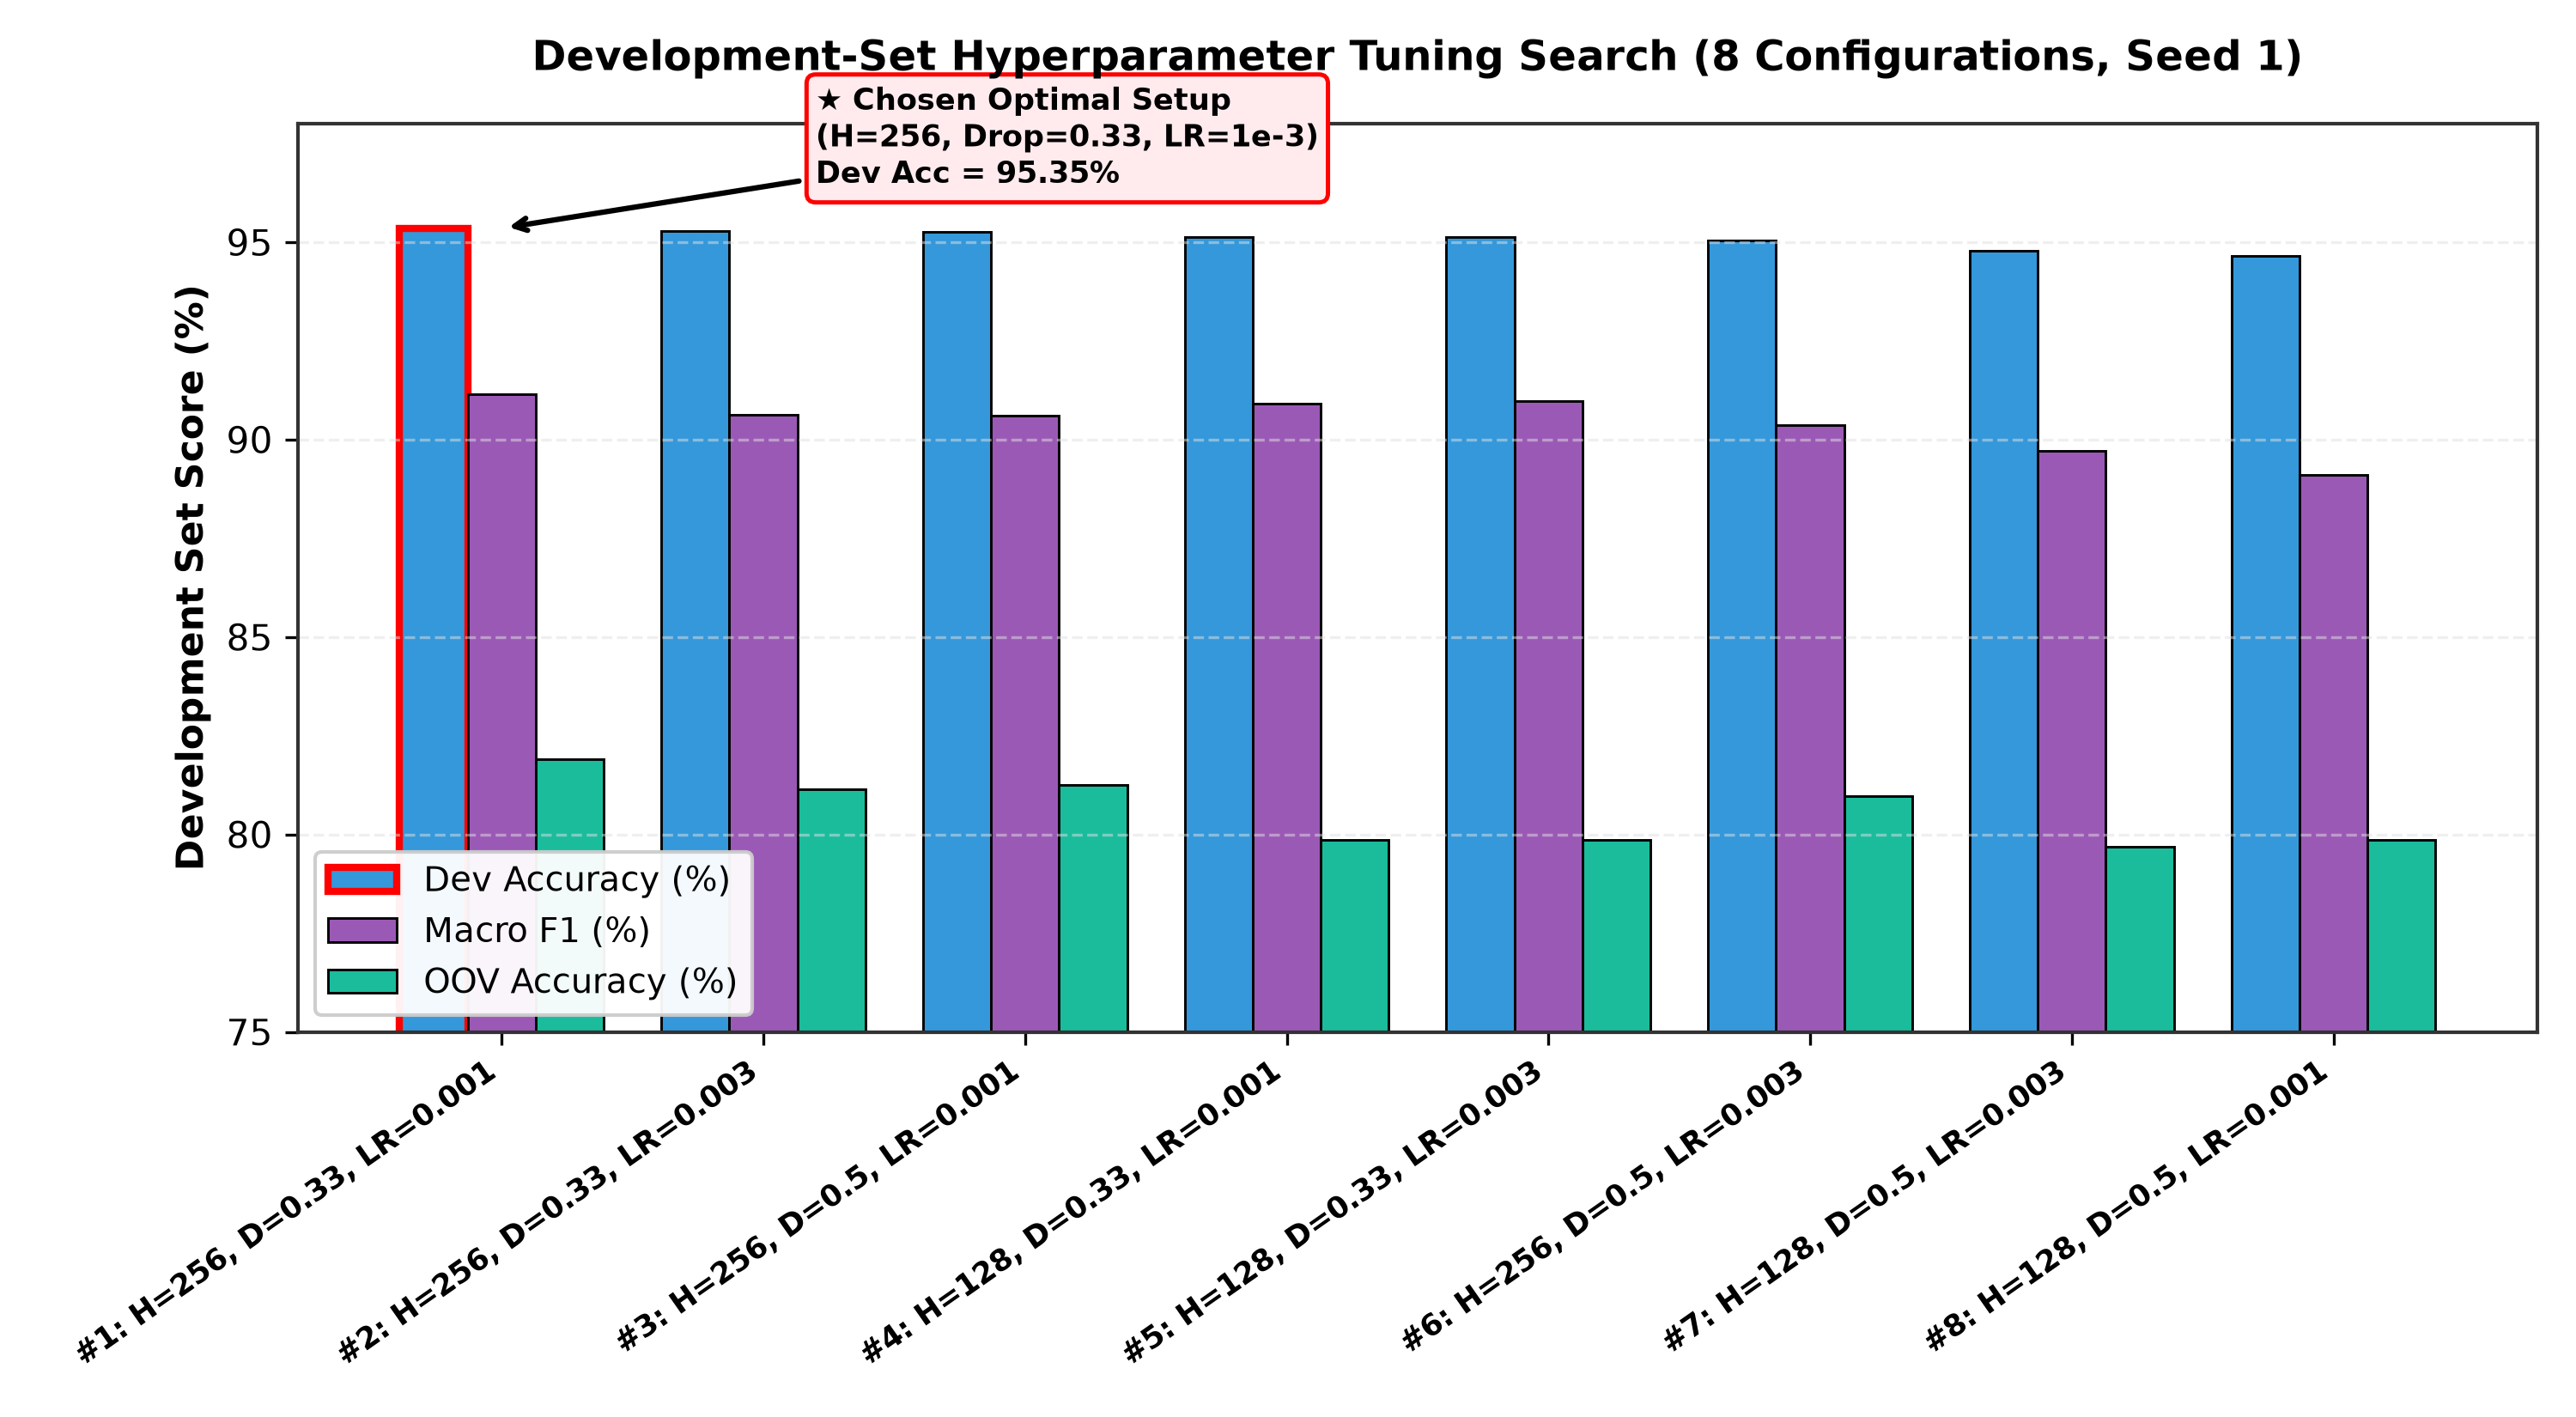 Development-Set Hyperparameter Tuning Search (8 Configurations, Seed 1)
★ Chosen Optimal Setup
(H=256, Drop=0.33, LR=1e-3)
Dev Acc = 95.35%
Development Set Score (%)
95
90
85
80
75
Dev Accuracy (%)
Macro F1 (%)
OOV Accuracy (%)
#1: H=256, D=0.33, LR=0.001
#2: H=256, D=0.33, LR=0.003
#3: H=256, D=0.5, LR=0.001
#4: H=128, D=0.33, LR=0.001
#5: H=128, D=0.33, LR=0.003
#6: H=256, D=0.5, LR=0.003
#7: H=128, D=0.5, LR=0.003
#8: H=128, D=0.5, LR=0.001